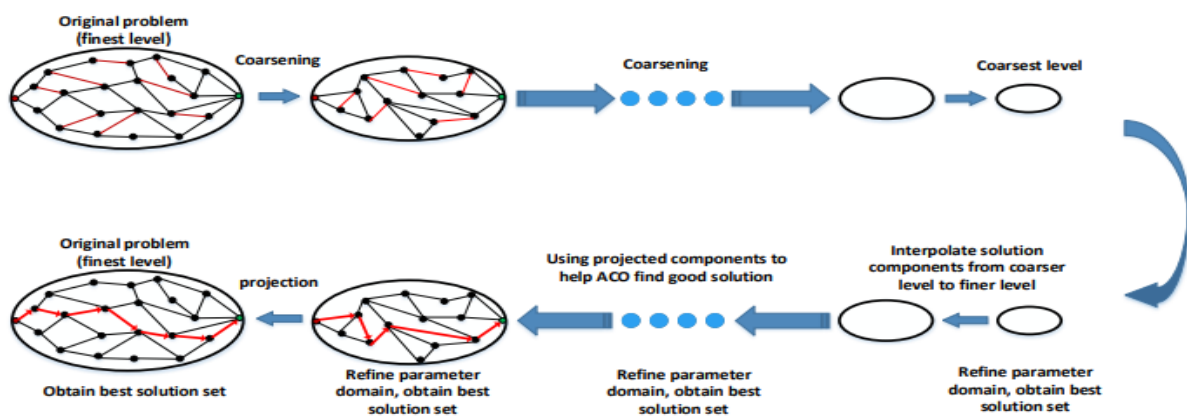 Original problem
(finest level)
Coarsening
Coarsening
Coarsest level
Original problem
(finest level)
projection
Using projected components to
help ACO find good solution
Interpolate solution
components from coarser
level to finer level
Obtain best solution set
Refine parameter
domain, obtain best
solution set
Refine parameter
domain, obtain best
solution set
Refine parameter
domain, obtain best
solution set